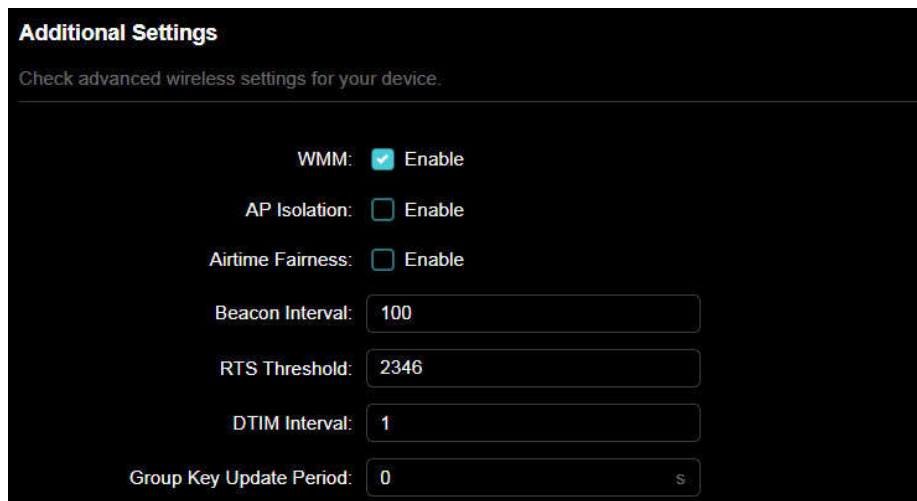 Additional Settings
Check advanced wireless settings for your device.
WMM: Enable
AP Isolation: Enable
Airtime Fairness: Enable
Beacon Interval: 100
RTS Threshold: 2346
DTIM Interval: 1
Group Key Update Period: 0 s